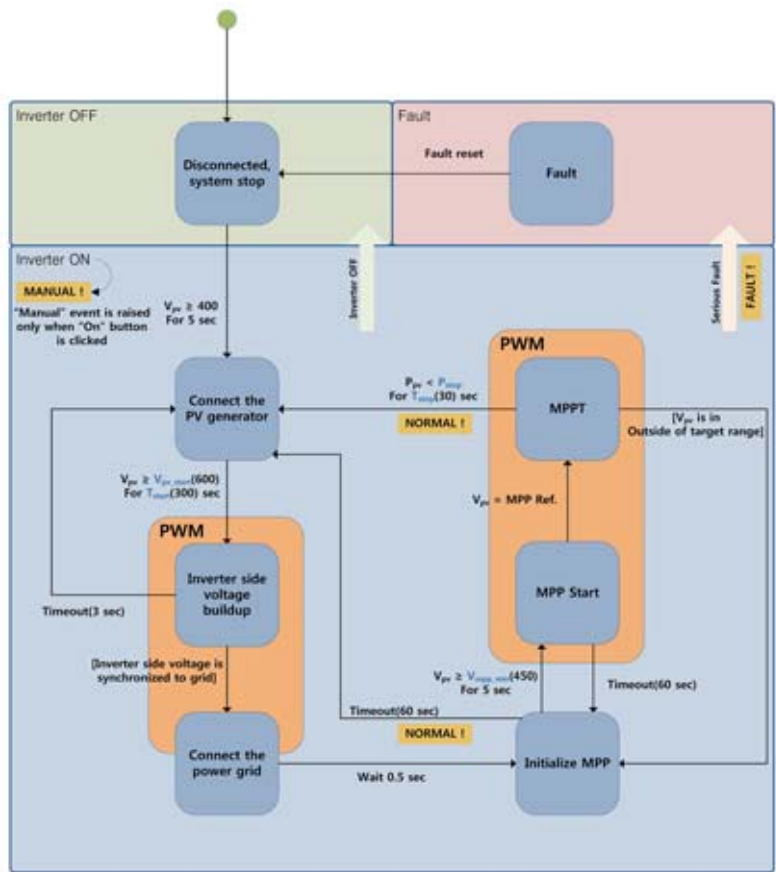 Inverter OFF
Fault
Disconnected,
system stop
Fault reset
Fault
Inverter ON
MANUAL !
"Manual" event is raised
only when "On" button
is clicked
Vpv ≥ 400
For 5 sec
Inverter OFF
Serious Fault
FAULT !
PWM
Connect the
PV generator
Ppv < Pstop
For Tstop(30) sec
NORMAL !
MPPT
[Vpv is in
Outside of target range]
Vpv ≥ Vpv_start(600)
For Tstart(300) sec
Vpv = MPP Ref.
PWM
Inverter side
voltage
buildup
MPP Start
Timeout(3 sec)
[Inverter side voltage is
synchronized to grid]
Vpv ≥ Vmpp_min(450)
For 5 sec
Timeout(60 sec)
Timeout(60 sec)
NORMAL !
Connect the
power grid
Initialize MPP
Wait 0.5 sec